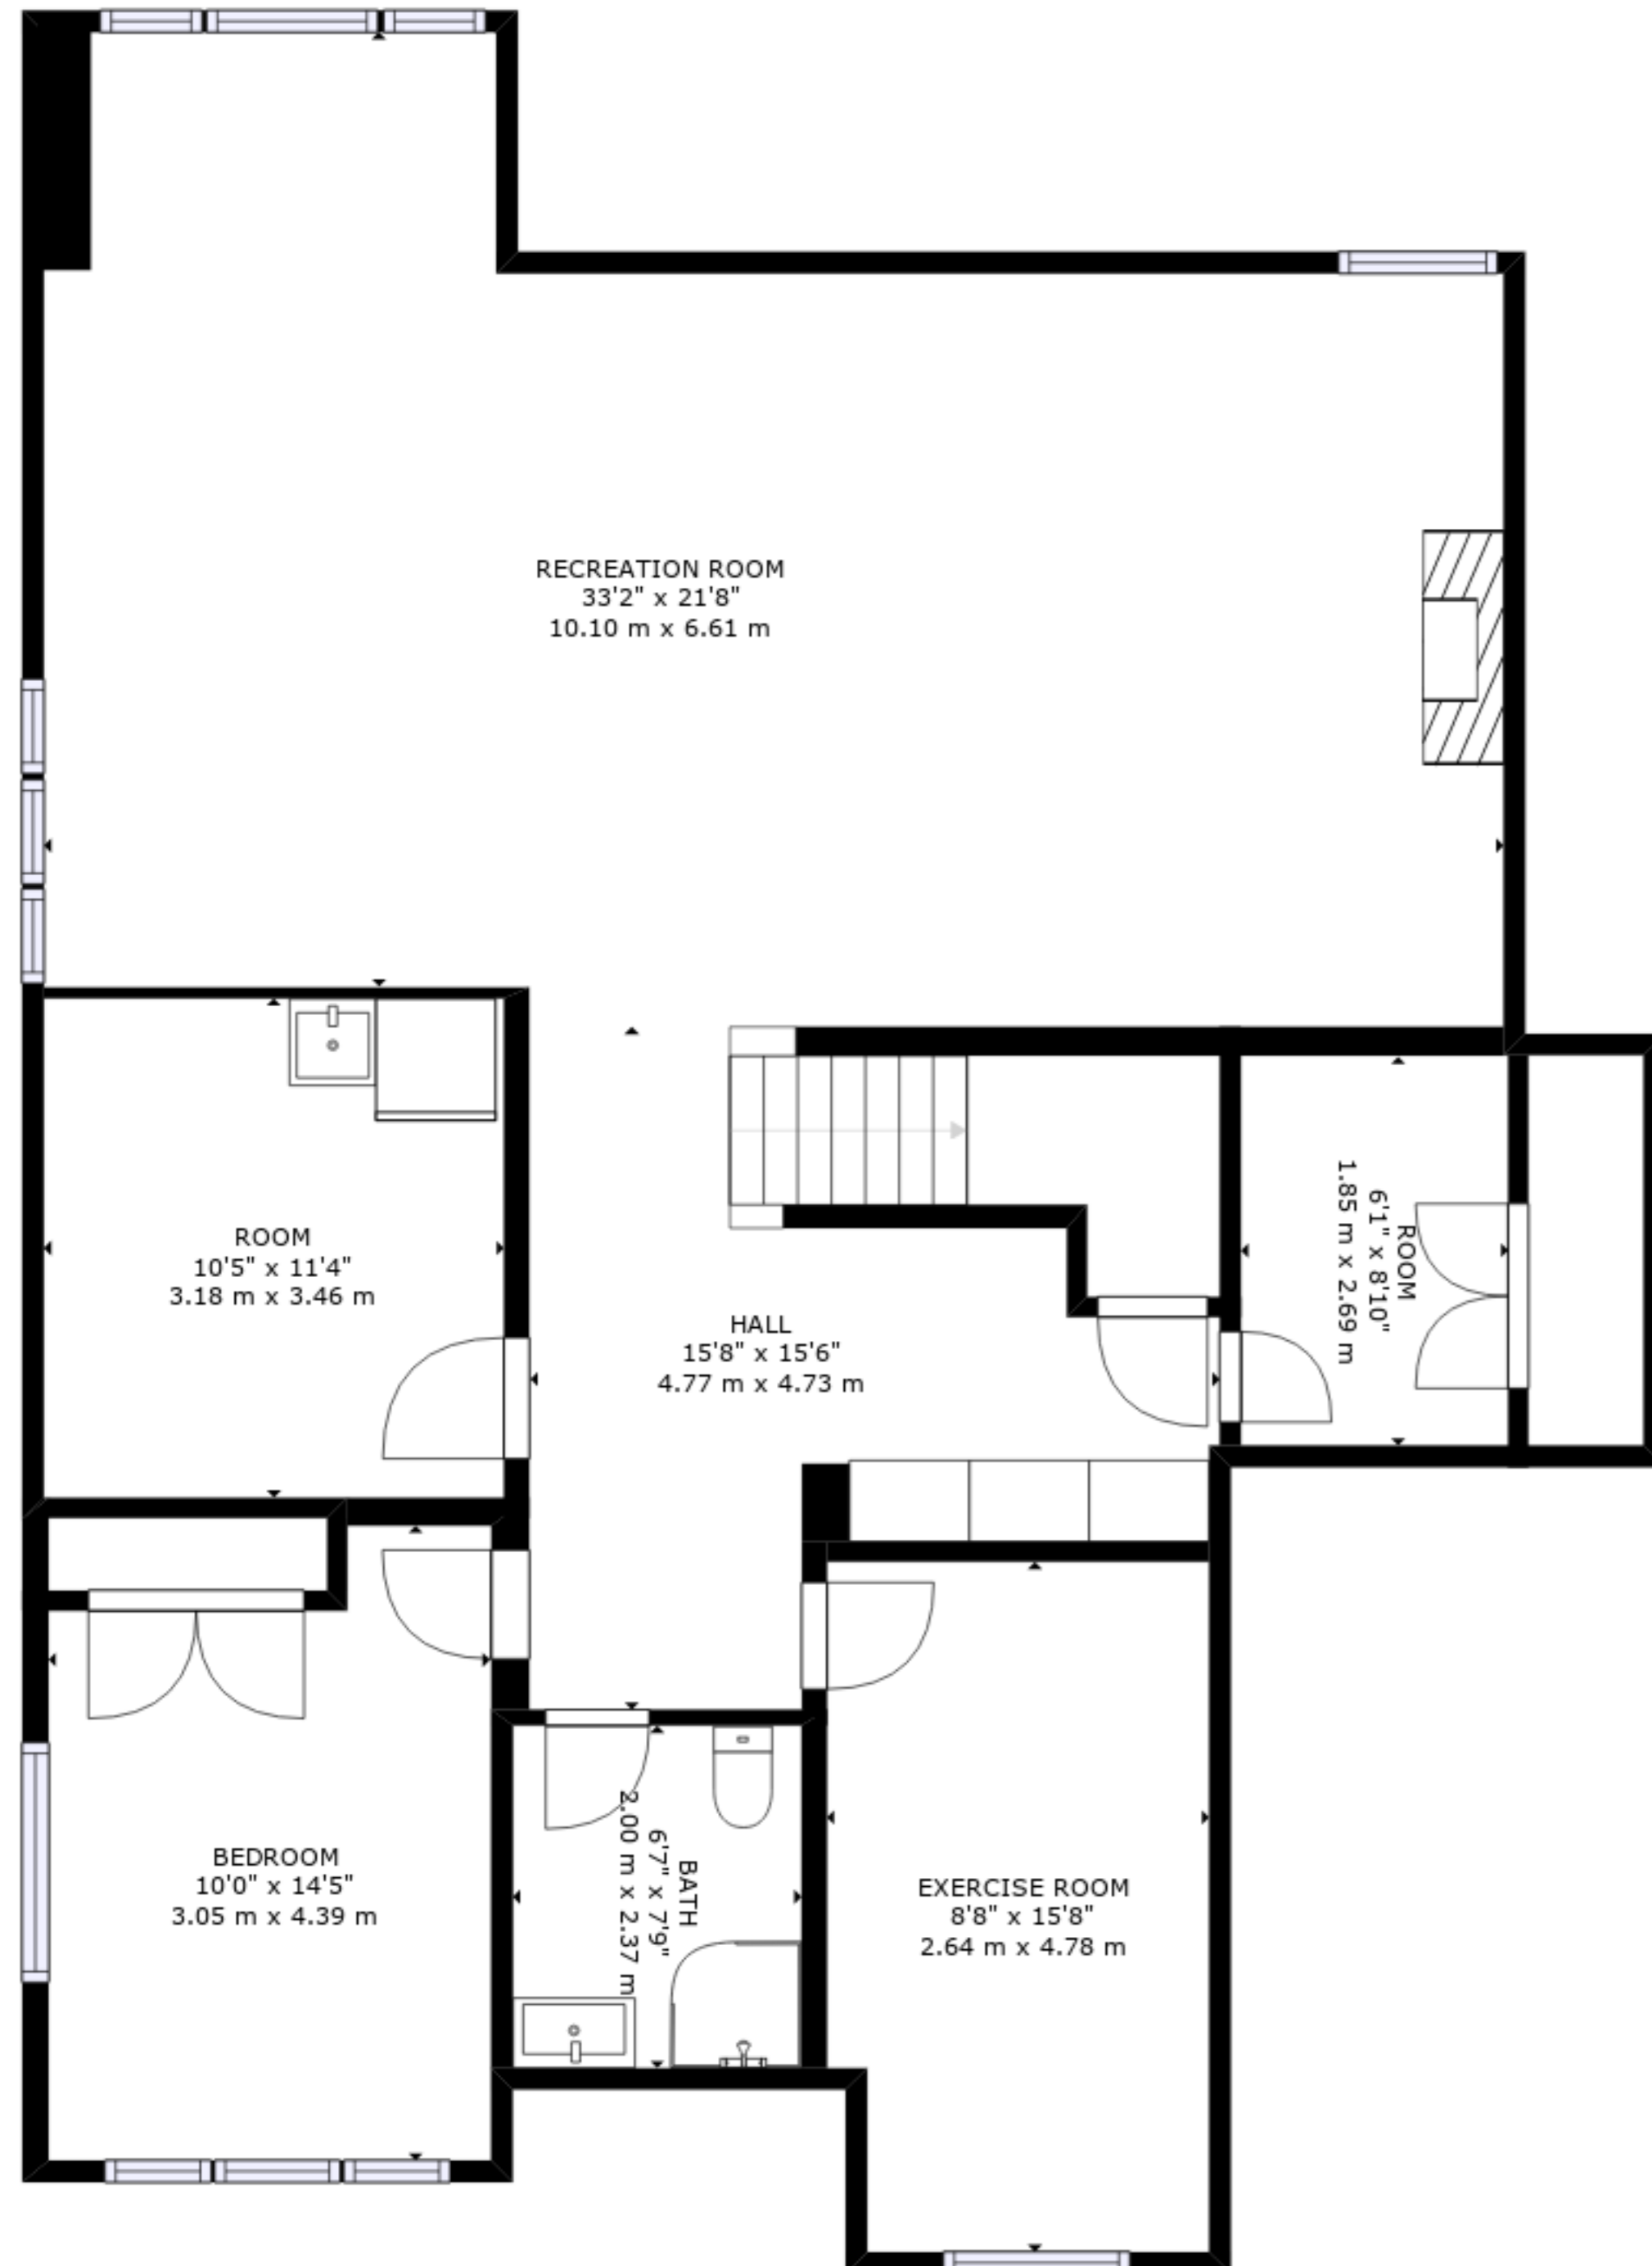 RECREATION ROOM
33'2" x 21'8"
10.10 m x 6.61 m
ROOM
10'5" x 11'4"
3.18 m x 3.46 m
HALL
15'8" x 15'6"
4.77 m x 4.73 m
ROOM
6'1" x 8'10"
1.85 m x 2.69 m
BEDROOM
10'0" x 14'5"
3.05 m x 4.39 m
BATH
6'7" x 7'9"
2.00 m x 2.37 m
EXERCISE ROOM
8'8" x 15'8"
2.64 m x 4.78 m